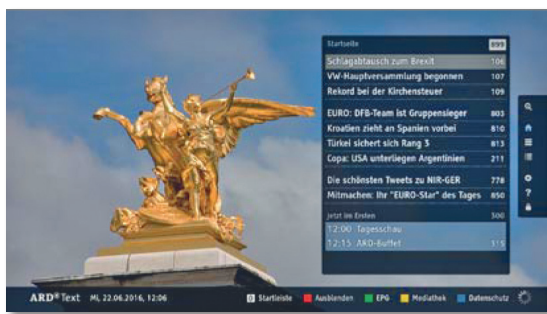 Startseite 899
Schlagabtausch zum Brexit 106
VW-Hauptversammlung begonnen 107
Rekord bei der Kirchensteuer 109
EURO: DFB-Team ist Gruppensieger 803
Kroatien zieht an Spanien vorbei 810
Türkei sichert sich Rang 3 813
Copa: USA unterliegen Argentinien 211
Die schönsten Tweets zu NIR-GER 778
Mitmachen: Ihr "EURO-Star" des Tages 850
Jetzt im Ersten 300
12:00 Tagesschau
12:15 ARD-Buffet 315
?
ARD Text Mi, 22.06.2016, 12:06 0 Startleiste Ausblenden EPG Mediathek Datenschutz